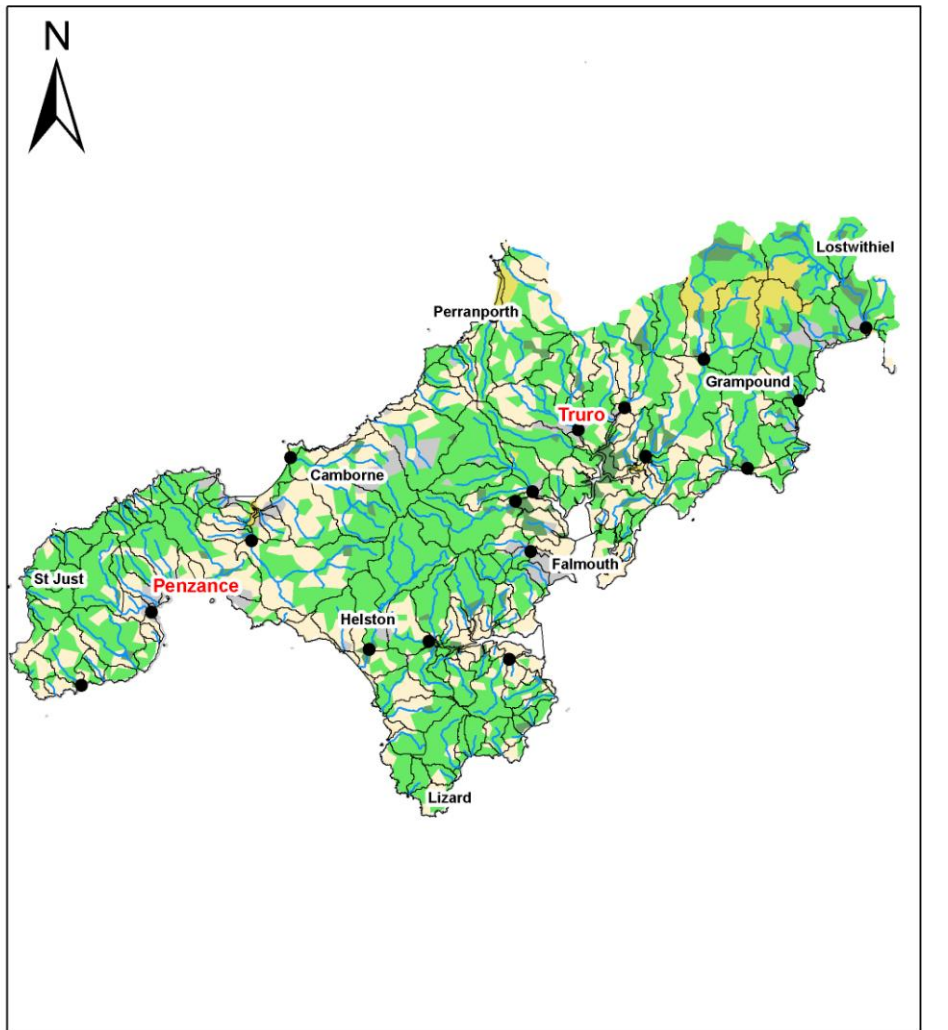 N
Lostwithiel
Perranporth
Grampound
Truro
Camborne
Falmouth
St Just
Penzance
Helston
Lizard